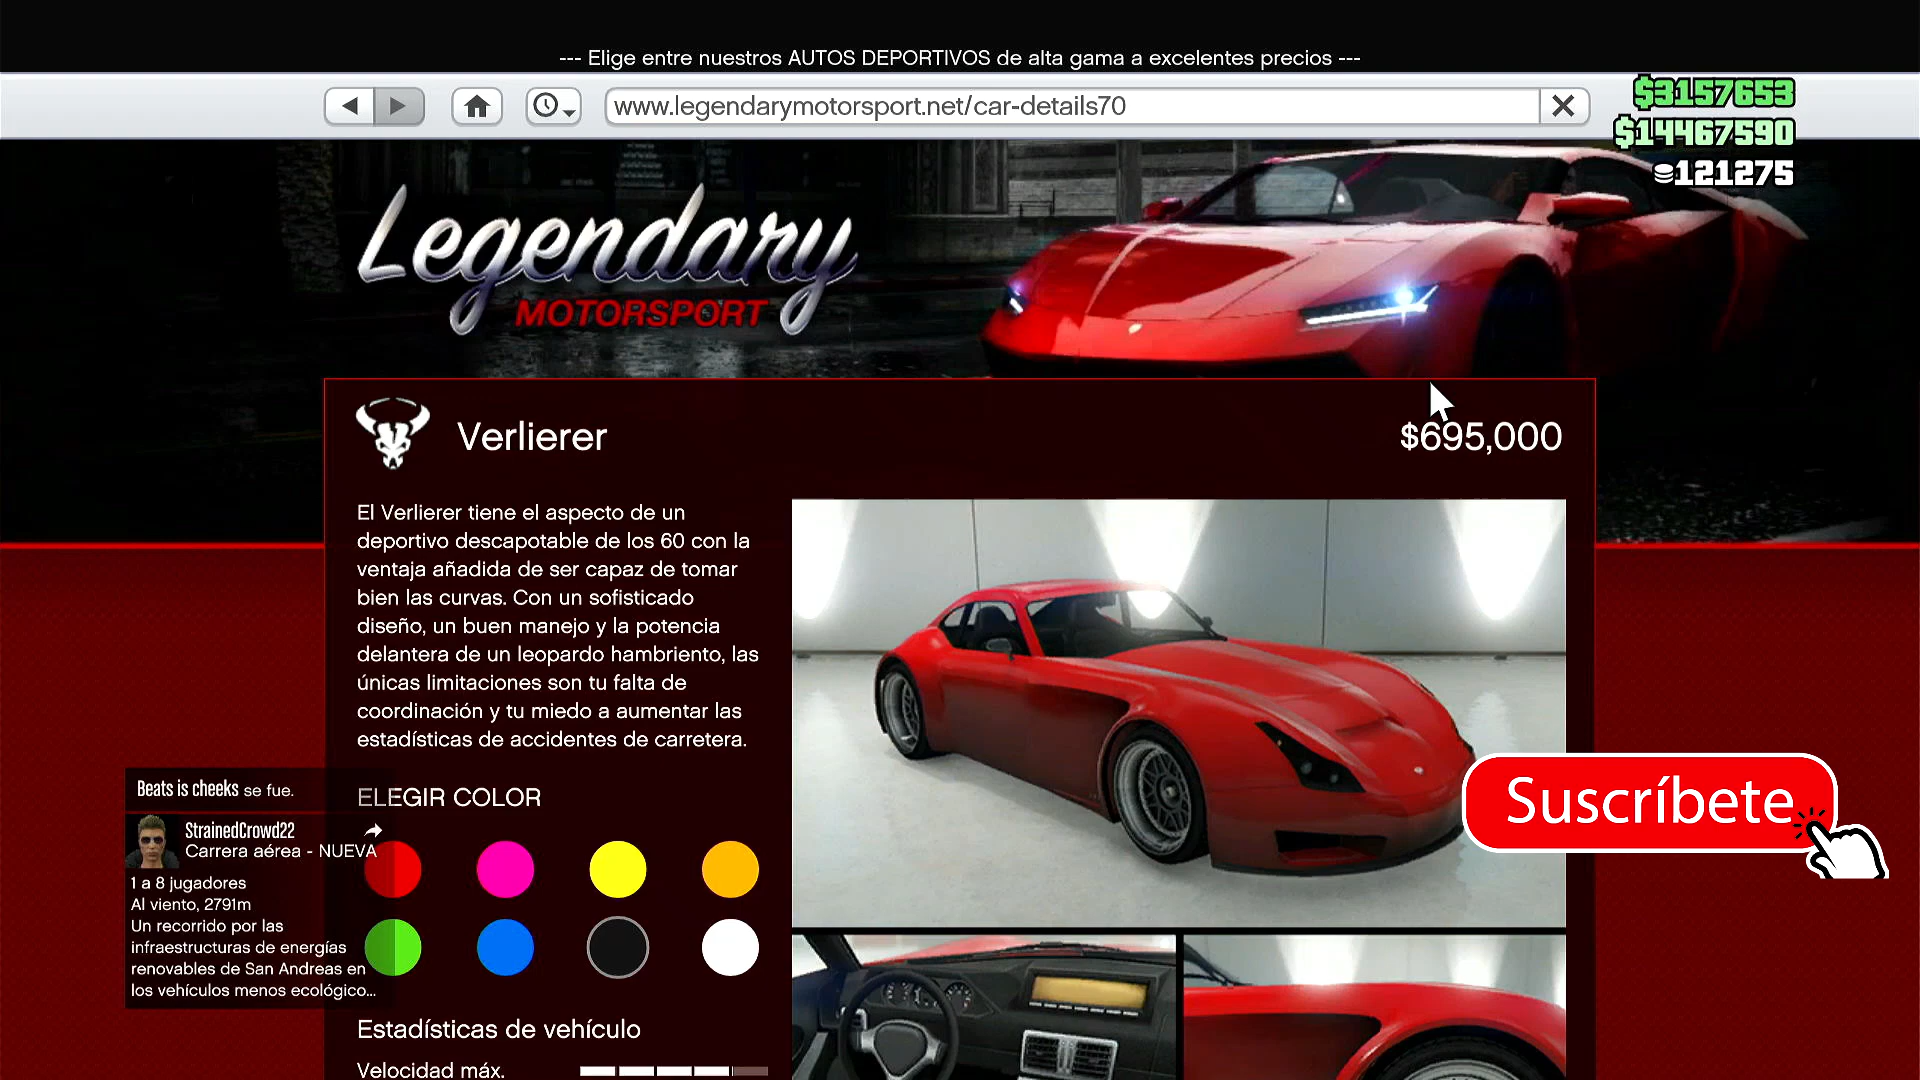 --- Elige entre nuestros AUTOS DEPORTIVOS de alta gama a excelentes precios ---
www.legendarymotorsport.net/car-details70
$3157653
$14467590
121275
Legendary
MOTORSPORT
Verlierer
$695,000
El Verlierer tiene el aspecto de un
deportivo descapotable de los 60 con la
ventaja añadida de ser capaz de tomar
bien las curvas. Con un sofisticado
diseño, un buen manejo y la potencia
delantera de un leopardo hambriento, las
únicas limitaciones son tu falta de
coordinación y tu miedo a aumentar las
estadísticas de accidentes de carretera.
ELEGIR COLOR
Beats is cheeks se fue.
StrainedCrowd22
Carrera aérea - NUEVA
1 a 8 jugadores
Al viento, 2791m
Un recorrido por las
infraestructuras de energías
renovables de San Andreas en
los vehículos menos ecológico...
Suscríbete
Estadísticas de vehículo
Velocidad máx.